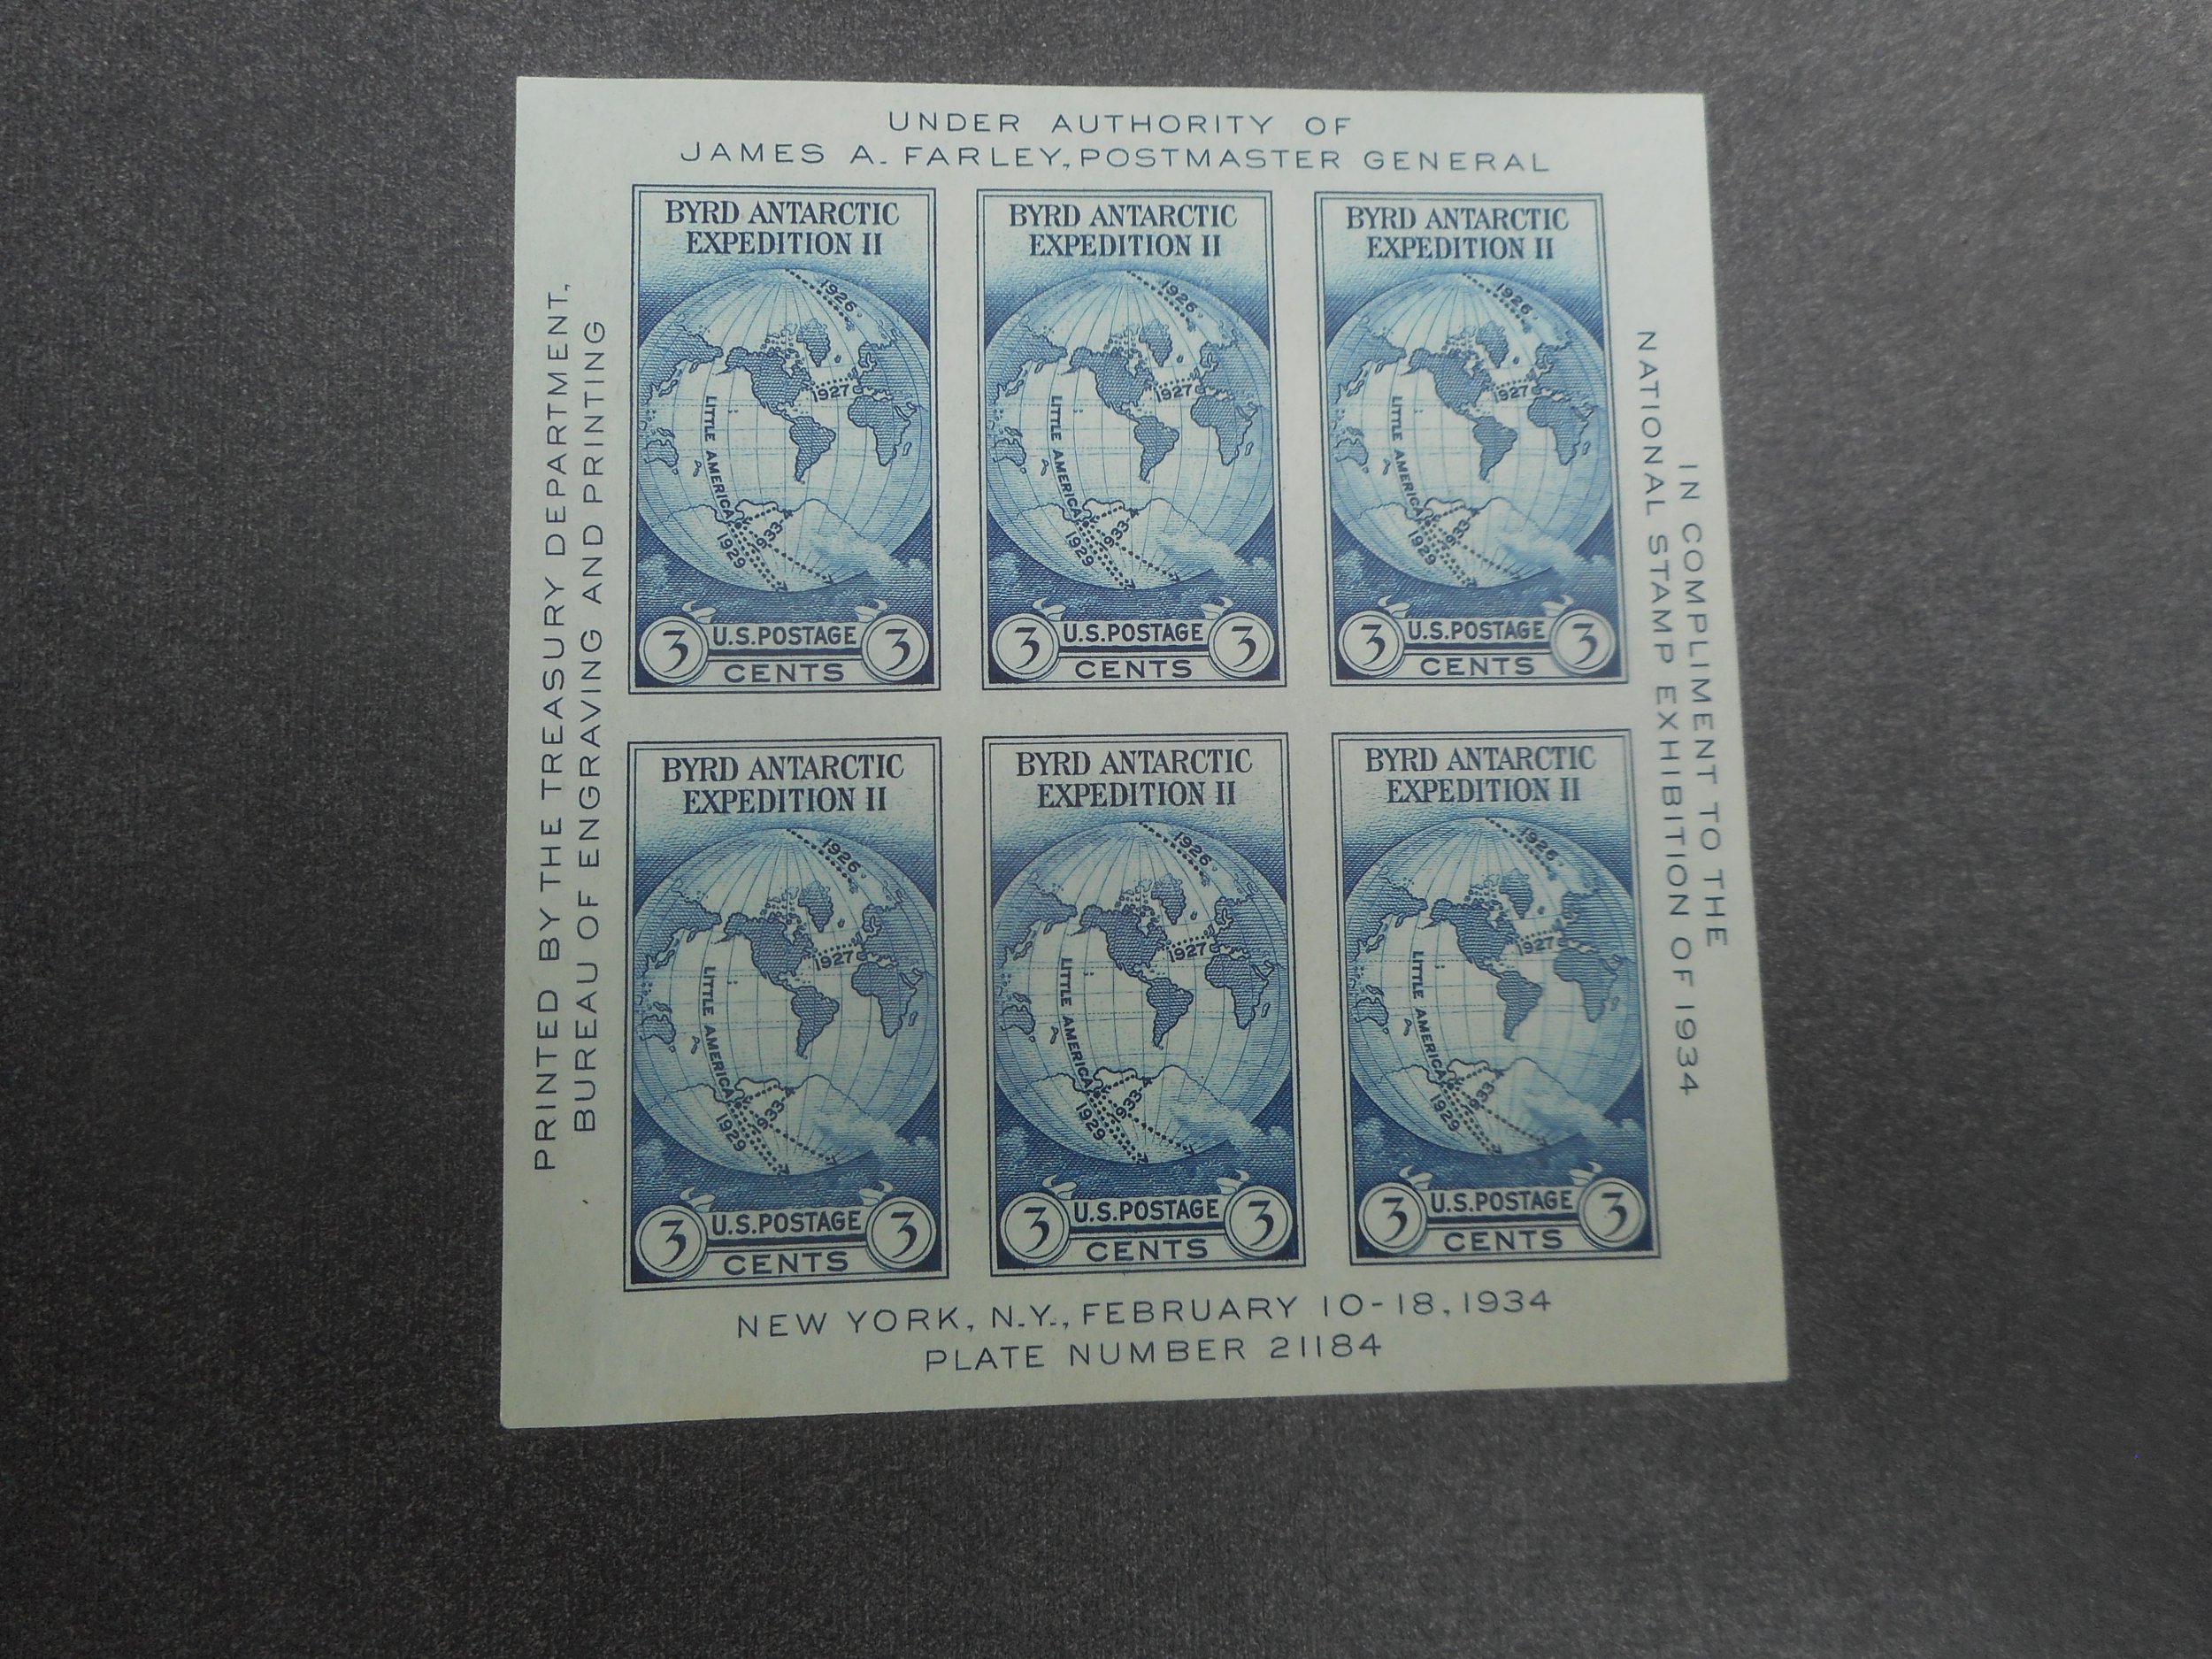 UNDER AUTHORITY OF
JAMES A. FARLEY, POSTMASTER GENERAL
PRINTED BY THE TREASURY DEPARTMENT,
BUREAU OF ENGRAVING AND PRINTING
BYRD ANTARCTIC
EXPEDITION II
1926
1927
LITTLE AMERICA
1933
1929
3 U.S. POSTAGE 3
CENTS
BYRD ANTARCTIC
EXPEDITION II
1926
1927
LITTLE AMERICA
1933
1929
3 U.S. POSTAGE 3
CENTS
BYRD ANTARCTIC
EXPEDITION II
1926
1927
LITTLE AMERICA
1933
1929
3 U.S. POSTAGE 3
CENTS
BYRD ANTARCTIC
EXPEDITION II
1926
1927
LITTLE AMERICA
1933
1929
3 U.S. POSTAGE 3
CENTS
BYRD ANTARCTIC
EXPEDITION II
1926
1927
LITTLE AMERICA
1933
1929
3 U.S. POSTAGE 3
CENTS
BYRD ANTARCTIC
EXPEDITION II
1926
1927
LITTLE AMERICA
1933
1929
3 U.S. POSTAGE 3
CENTS
IN COMPLIMENT TO THE
NATIONAL STAMP EXHIBITION OF 1934
NEW YORK, N.Y., FEBRUARY 10-18, 1934
PLATE NUMBER 21184